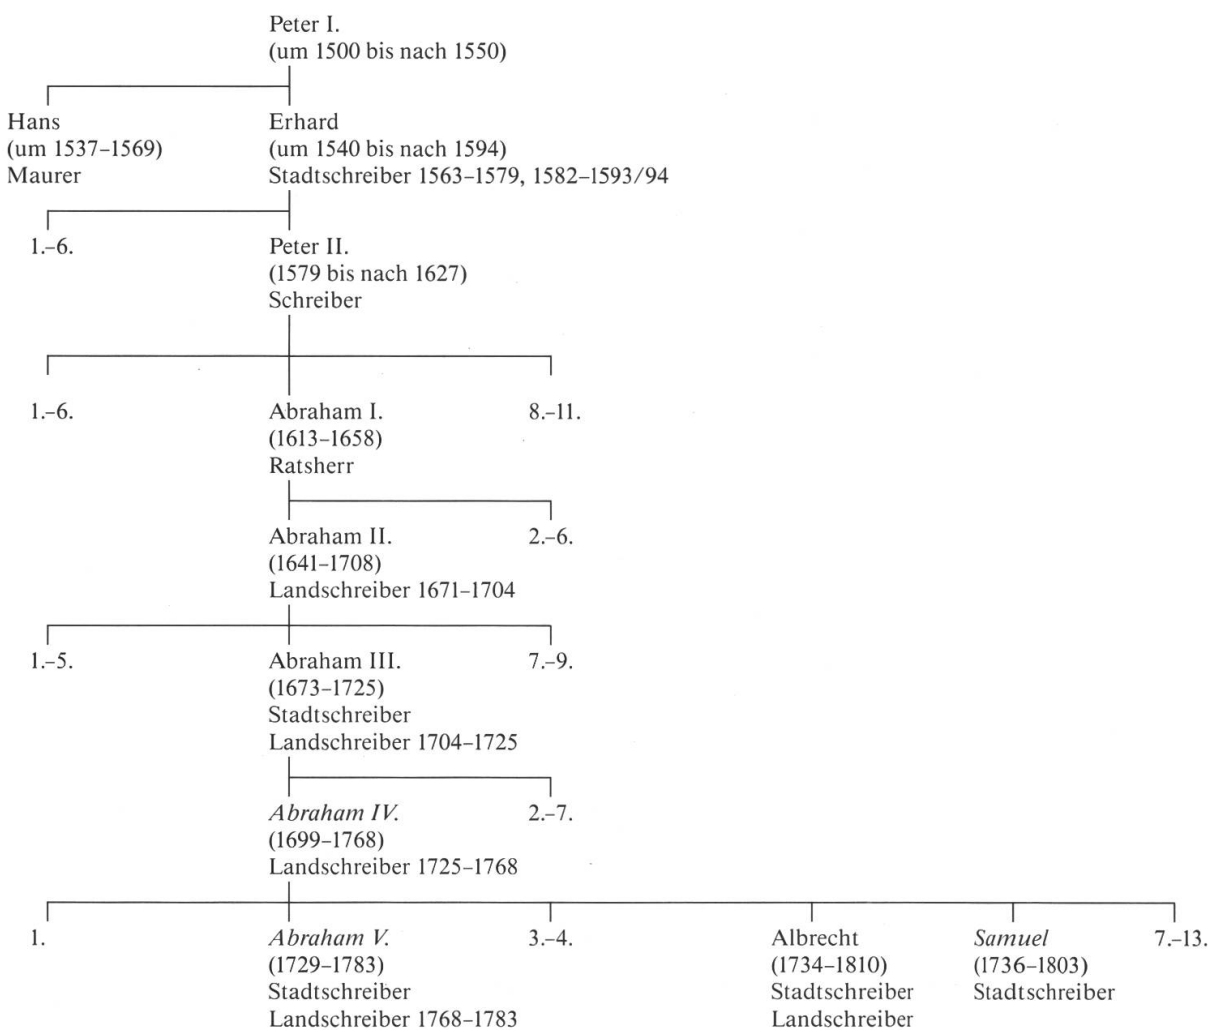 Peter I.
(um 1500 bis nach 1550)
Hans
(um 1537–1569)
Maurer
Erhard
(um 1540 bis nach 1594)
Stadtschreiber 1563–1579, 1582–1593/94
1.–6.
Peter II.
(1579 bis nach 1627)
Schreiber
1.–6.
Abraham I.
(1613–1658)
Ratsherr
8.–11.
Abraham II.
(1641–1708)
Landschreiber 1671–1704
2.–6.
1.–5.
Abraham III.
(1673–1725)
Stadtschreiber
Landschreiber 1704–1725
7.–9.
Abraham IV.
(1699–1768)
Landschreiber 1725–1768
2.–7.
1.
Abraham V.
(1729–1783)
Stadtschreiber
Landschreiber 1768–1783
3.–4.
Albrecht
(1734–1810)
Stadtschreiber
Landschreiber
Samuel
(1736–1803)
Stadtschreiber
7.–13.